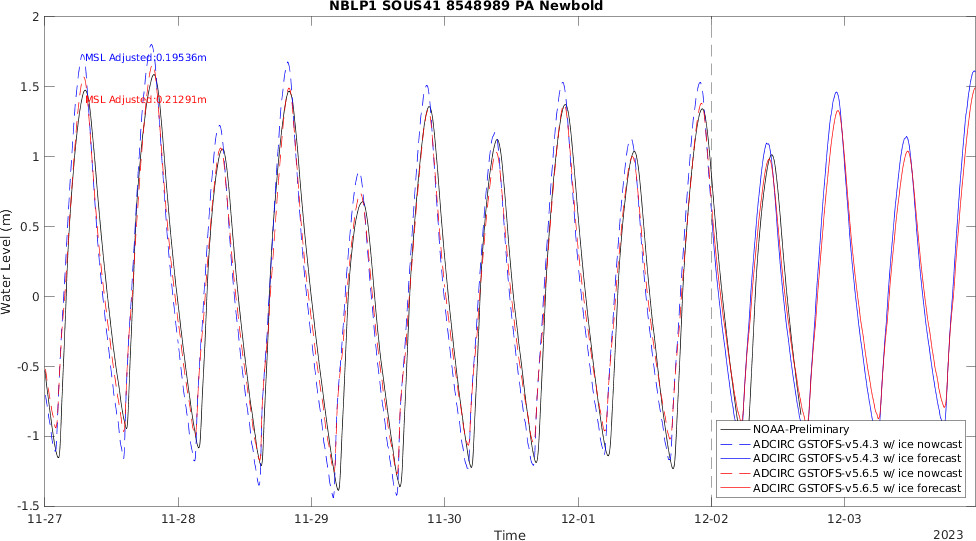 NBLP1 SOUS41 8548989 PA Newbold
2
MSL Adjusted:0.19536m
1.5
MSL Adjusted:0.21291m
1
0.5
Water Level (m)
0
-0.5
-1
-1.5
NOAA-Preliminary
ADCIRC GSTOFS-v5.4.3 w/ ice nowcast
ADCIRC GSTOFS-v5.4.3 w/ ice forecast
ADCIRC GSTOFS-v5.6.5 w/ ice nowcast
ADCIRC GSTOFS-v5.6.5 w/ ice forecast
11-27 11-28 11-29 11-30 12-01 12-02 12-03
Time
2023